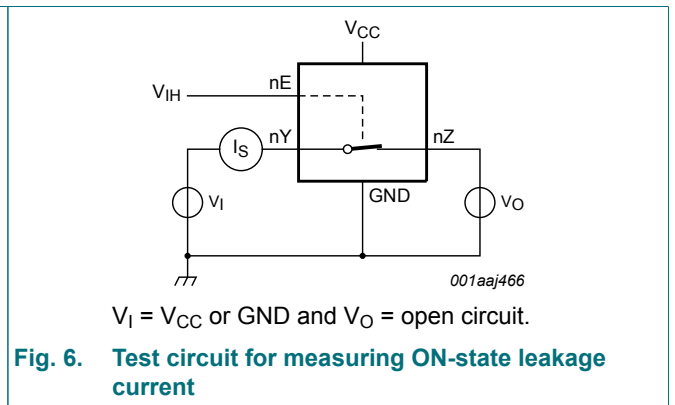 VCC
nE
VIH
IS
nY
nZ
GND
VI
VO
001aaj466
VI = VCC or GND and VO = open circuit.
Fig. 6. Test circuit for measuring ON-state leakage
current